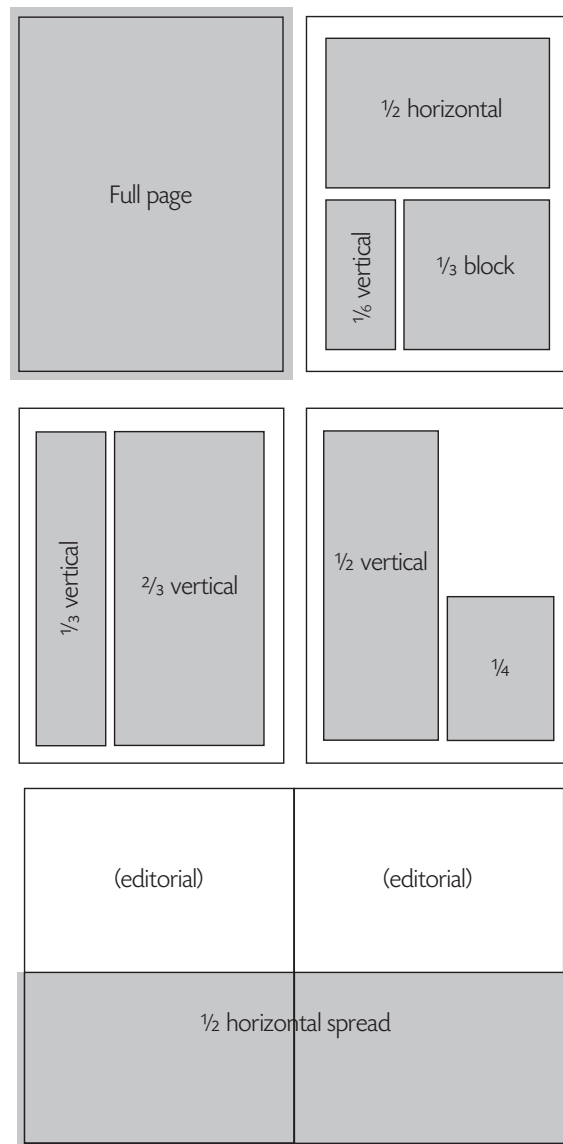 Full page
½ horizontal
⅙ vertical
⅓ block
⅓ vertical
⅔ vertical
½ vertical
¼
(editorial)
(editorial)
½ horizontal spread